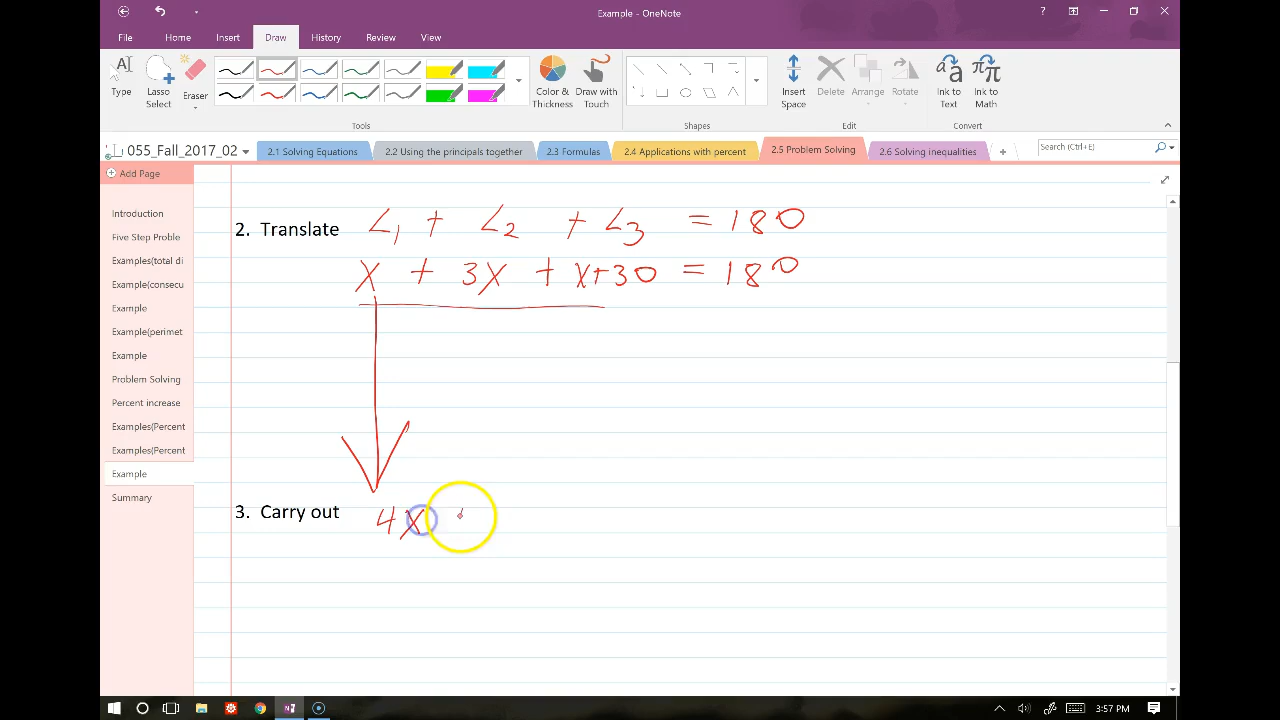 Example - OneNote
?
File Home Insert Draw History Review View
Type
Lasso Select
Eraser
Color & Thickness
Draw with Touch
Insert Space
Delete
Arrange
Rotate
Ink to Text
Ink to Math
Tools
Shapes
Edit
Convert
055_Fall_2017_02
2.1 Solving Equations
2.2 Using the principals together
2.3 Formulas
2.4 Applications with percent
2.5 Problem Solving
2.6 Solving inequalities
+
Search (Ctrl+E)
Add Page
Introduction
Five Step Proble
Examples(total di
Example(consecu
Example
Example(perimet
Example
Problem Solving
Percent increase
Examples(Percent
Examples(Percent
Example
Summary
2. Translate ∠1 + ∠2 + ∠3 = 180
x + 3x + x+30 = 180
3. Carry out 4x
3:57 PM